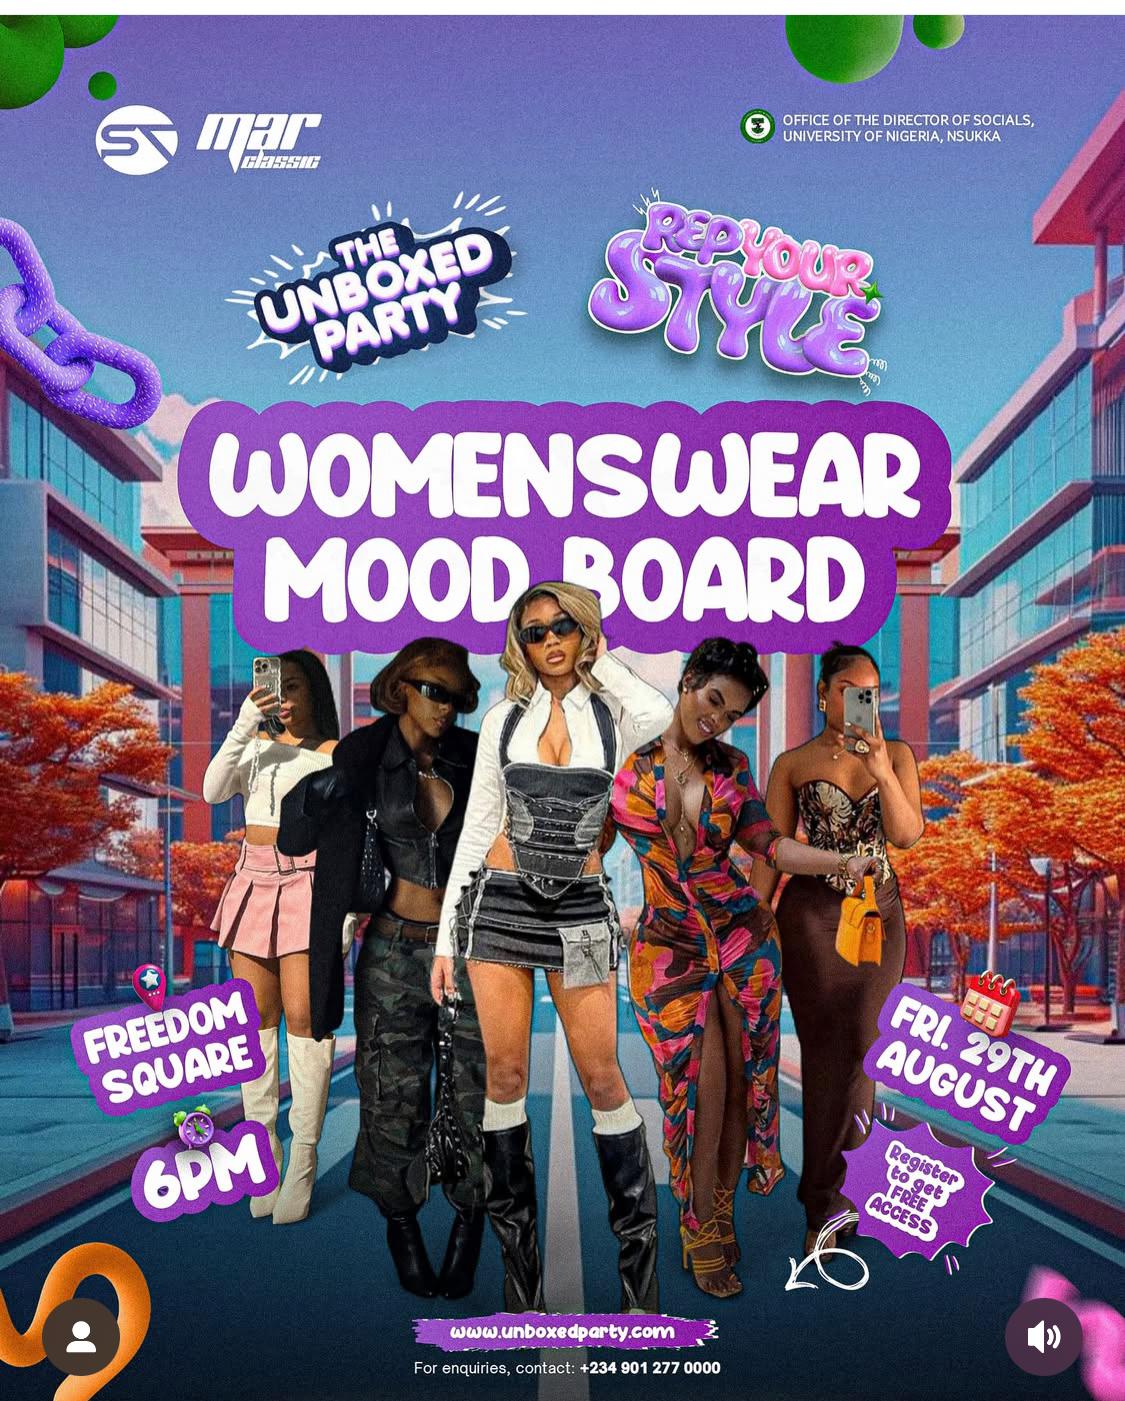 mar
classic
OFFICE OF THE DIRECTOR OF SOCIALS,
UNIVERSITY OF NIGERIA, NSUKKA
THE
UNBOXED
PARTY
REP YOUR
STYLE
WOMENSWEAR
MOOD BOARD
FREEDOM
SQUARE
6PM
FRI. 29TH
AUGUST
Register
to get
FREE
ACCESS
www.unboxedparty.com
For enquiries, contact: +234 901 277 0000